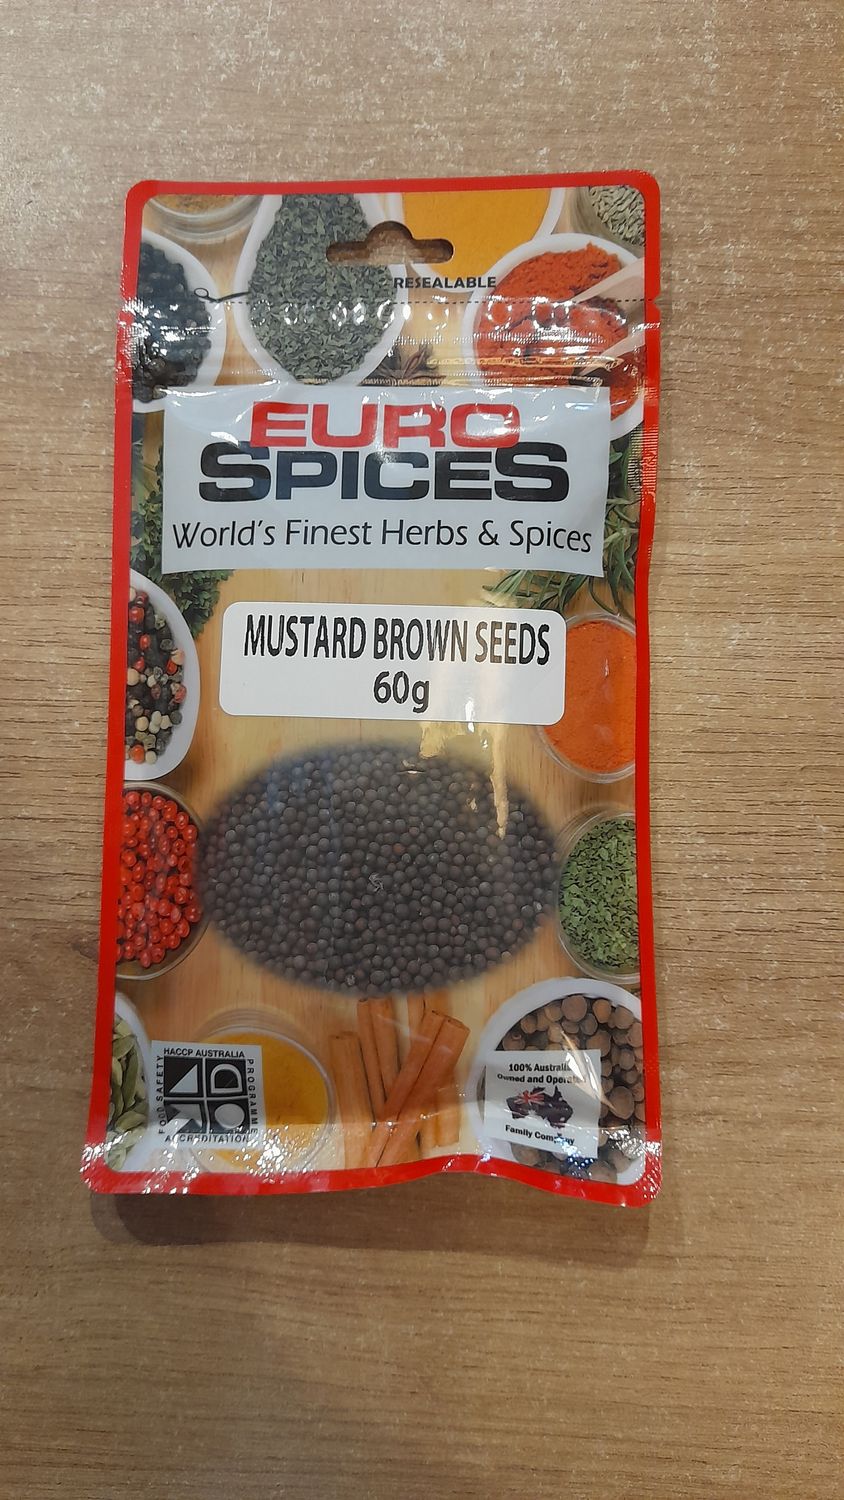 RESEALABLE
EURO
SPICES
World's Finest Herbs & Spices
MUSTARD BROWN SEEDS
60g
HACCP AUSTRALIA
FOOD SAFETY
PROGRAMME
ACCREDITATION
100% Australian
Owned and Operated
Family Company